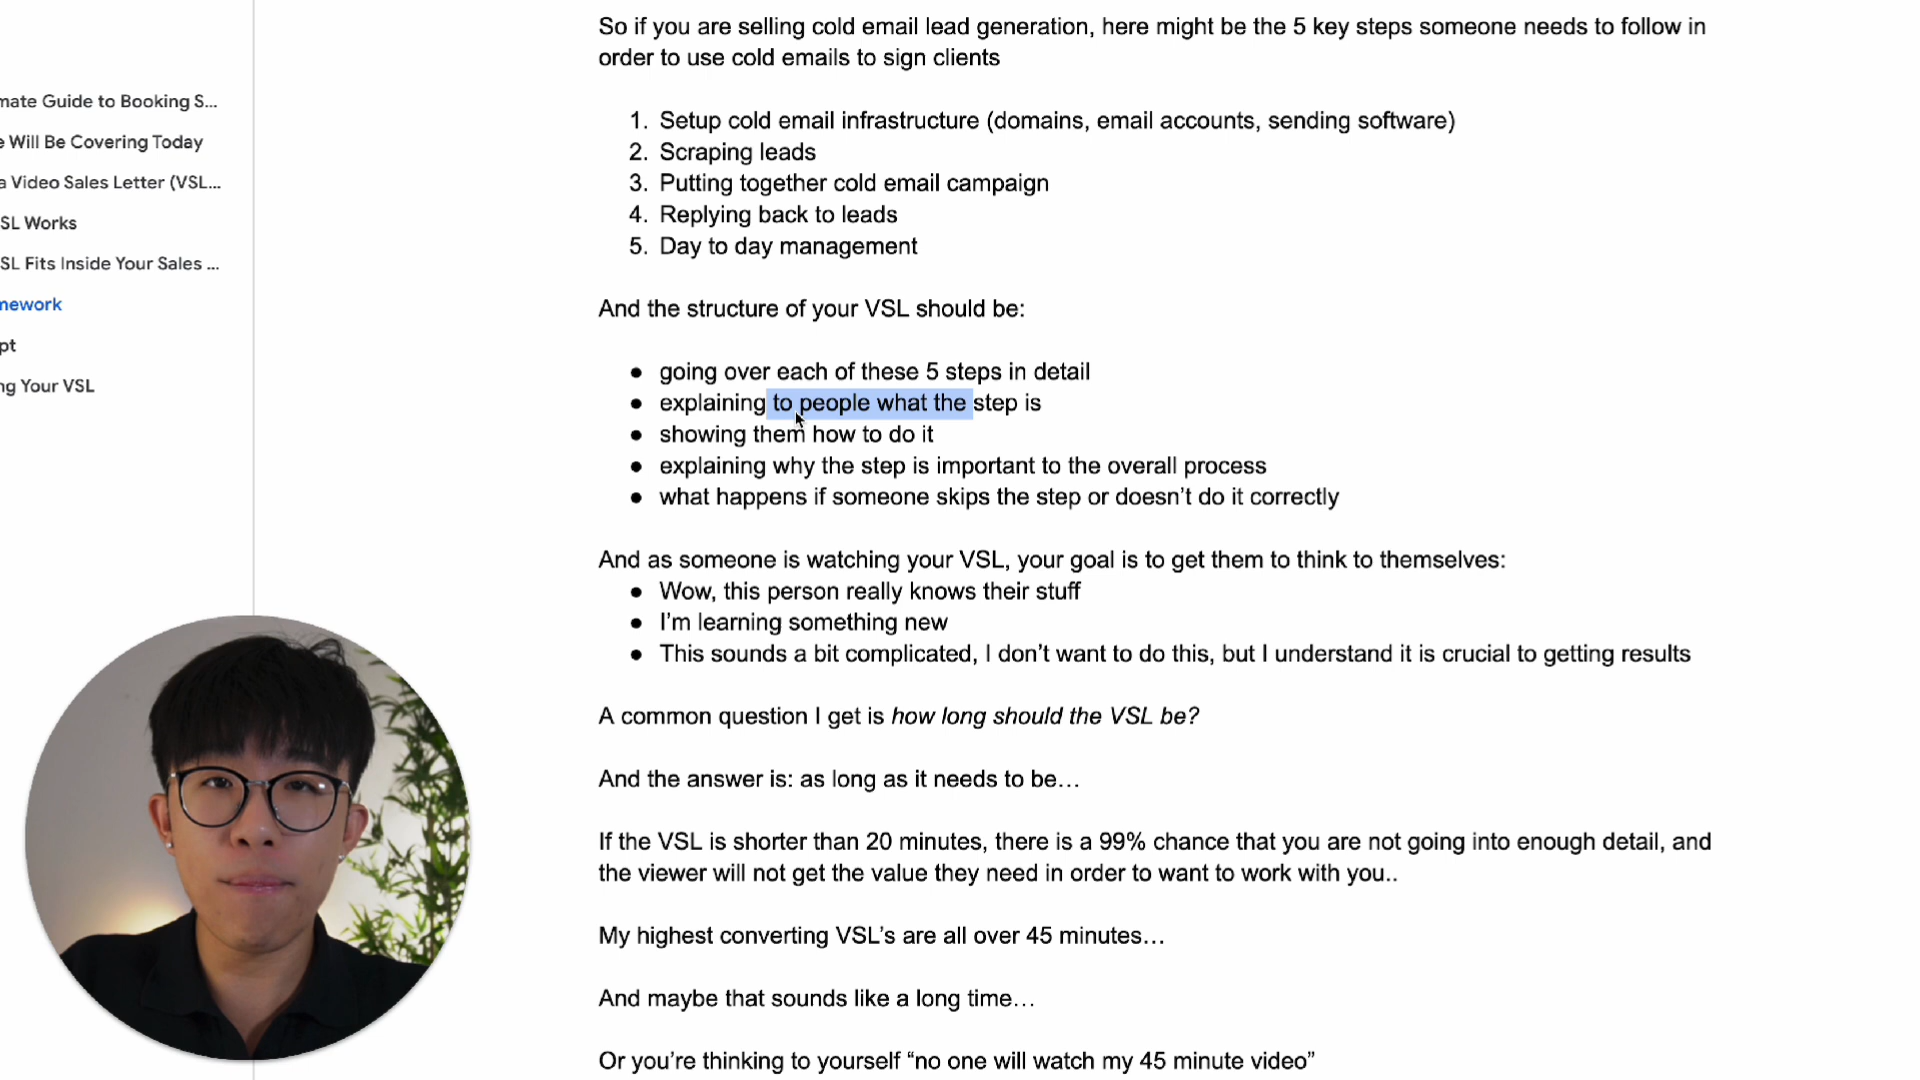 mate Guide to Booking S...
e Will Be Covering Today
a Video Sales Letter (VSL...
SL Works
SL Fits Inside Your Sales ...
mework
pt
ng Your VSL
So if you are selling cold email lead generation, here might be the 5 key steps someone needs to follow in
order to use cold emails to sign clients
1. Setup cold email infrastructure (domains, email accounts, sending software)
2. Scraping leads
3. Putting together cold email campaign
4. Replying back to leads
5. Day to day management
And the structure of your VSL should be:
● going over each of these 5 steps in detail
● explaining to people what the step is
● showing them how to do it
● explaining why the step is important to the overall process
● what happens if someone skips the step or doesn’t do it correctly
And as someone is watching your VSL, your goal is to get them to think to themselves:
● Wow, this person really knows their stuff
● I’m learning something new
● This sounds a bit complicated, I don’t want to do this, but I understand it is crucial to getting results
A common question I get is how long should the VSL be?
And the answer is: as long as it needs to be…
If the VSL is shorter than 20 minutes, there is a 99% chance that you are not going into enough detail, and
the viewer will not get the value they need in order to want to work with you..
My highest converting VSL’s are all over 45 minutes…
And maybe that sounds like a long time…
Or you’re thinking to yourself “no one will watch my 45 minute video”